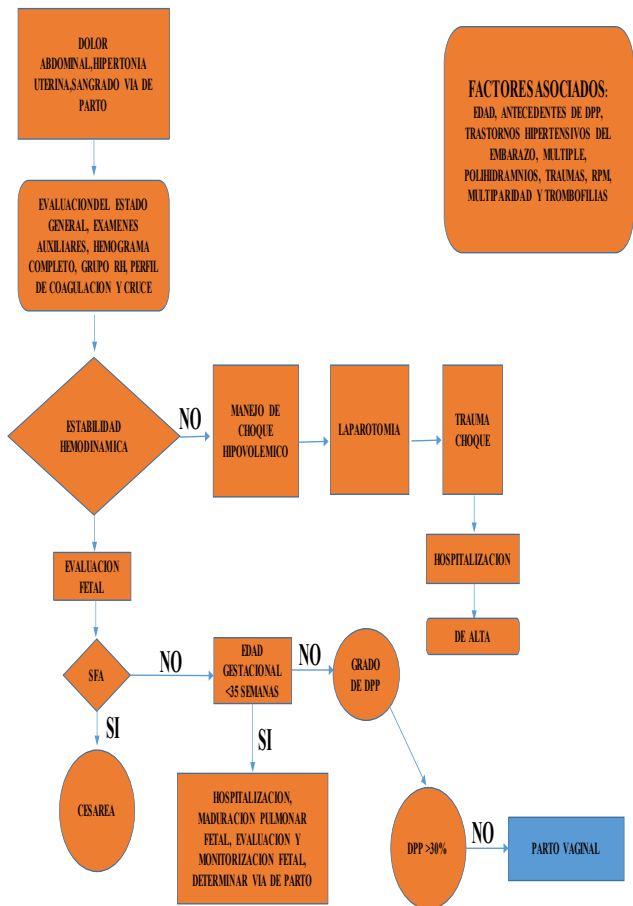 DOLOR
ABDOMINAL,HIPERTONIA
UTERINA,SANGRADO VIA DE
PARTO
FACTORES ASOCIADOS:
EDAD, ANTECEDENTES DE DPP,
TRASTORNOS HIPERTENSIVOS DEL
EMBARAZO, MULTIPLE,
POLIHIDRAMNIOS, TRAUMAS, RPM,
MULTIPARIDAD Y TROMBOFILIAS
EVALUACION DEL ESTADO
GENERAL, EXAMENES
AUXILIARES, HEMOGRAMA
COMPLETO, GRUPO RH, PERFIL
DE COAGULACION Y CRUCE
ESTABILIDAD
HEMODINAMICA
NO
MANEJO DE
CHOQUE
HIPOVOLEMICO
LAPAROTOMIA
TRAUMA
CHOQUE
HOSPITALIZACION
DE ALTA
EVALUACION
FETAL
SFA
NO
EDAD
GESTACIONAL
<35 SEMANAS
NO
GRADO
DE DPP
SI
SI
CESAREA
HOSPITALIZACION,
MADURACION PULMONAR
FETAL, EVALUACION Y
MONITORIZACION FETAL,
DETERMINAR VIA DE PARTO
DPP >30%
NO
PARTO VAGINAL